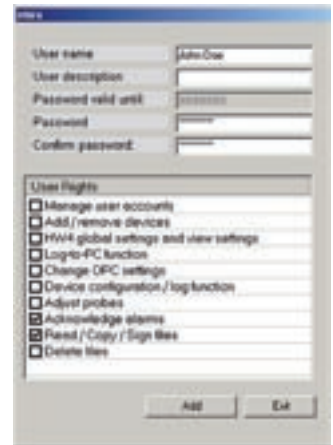 User name John Doe
User description
Password valid until:
Password ********
Confirm password: ********
User Rights
Manage user accounts
Add / remove devices
HW4 global settings and view settings
Log-to-PC function
Change OPC settings
Device configuration / log function
Adjust probes
Acknowledge alarms
Read / Copy / Sign files
Delete files
Add Exit